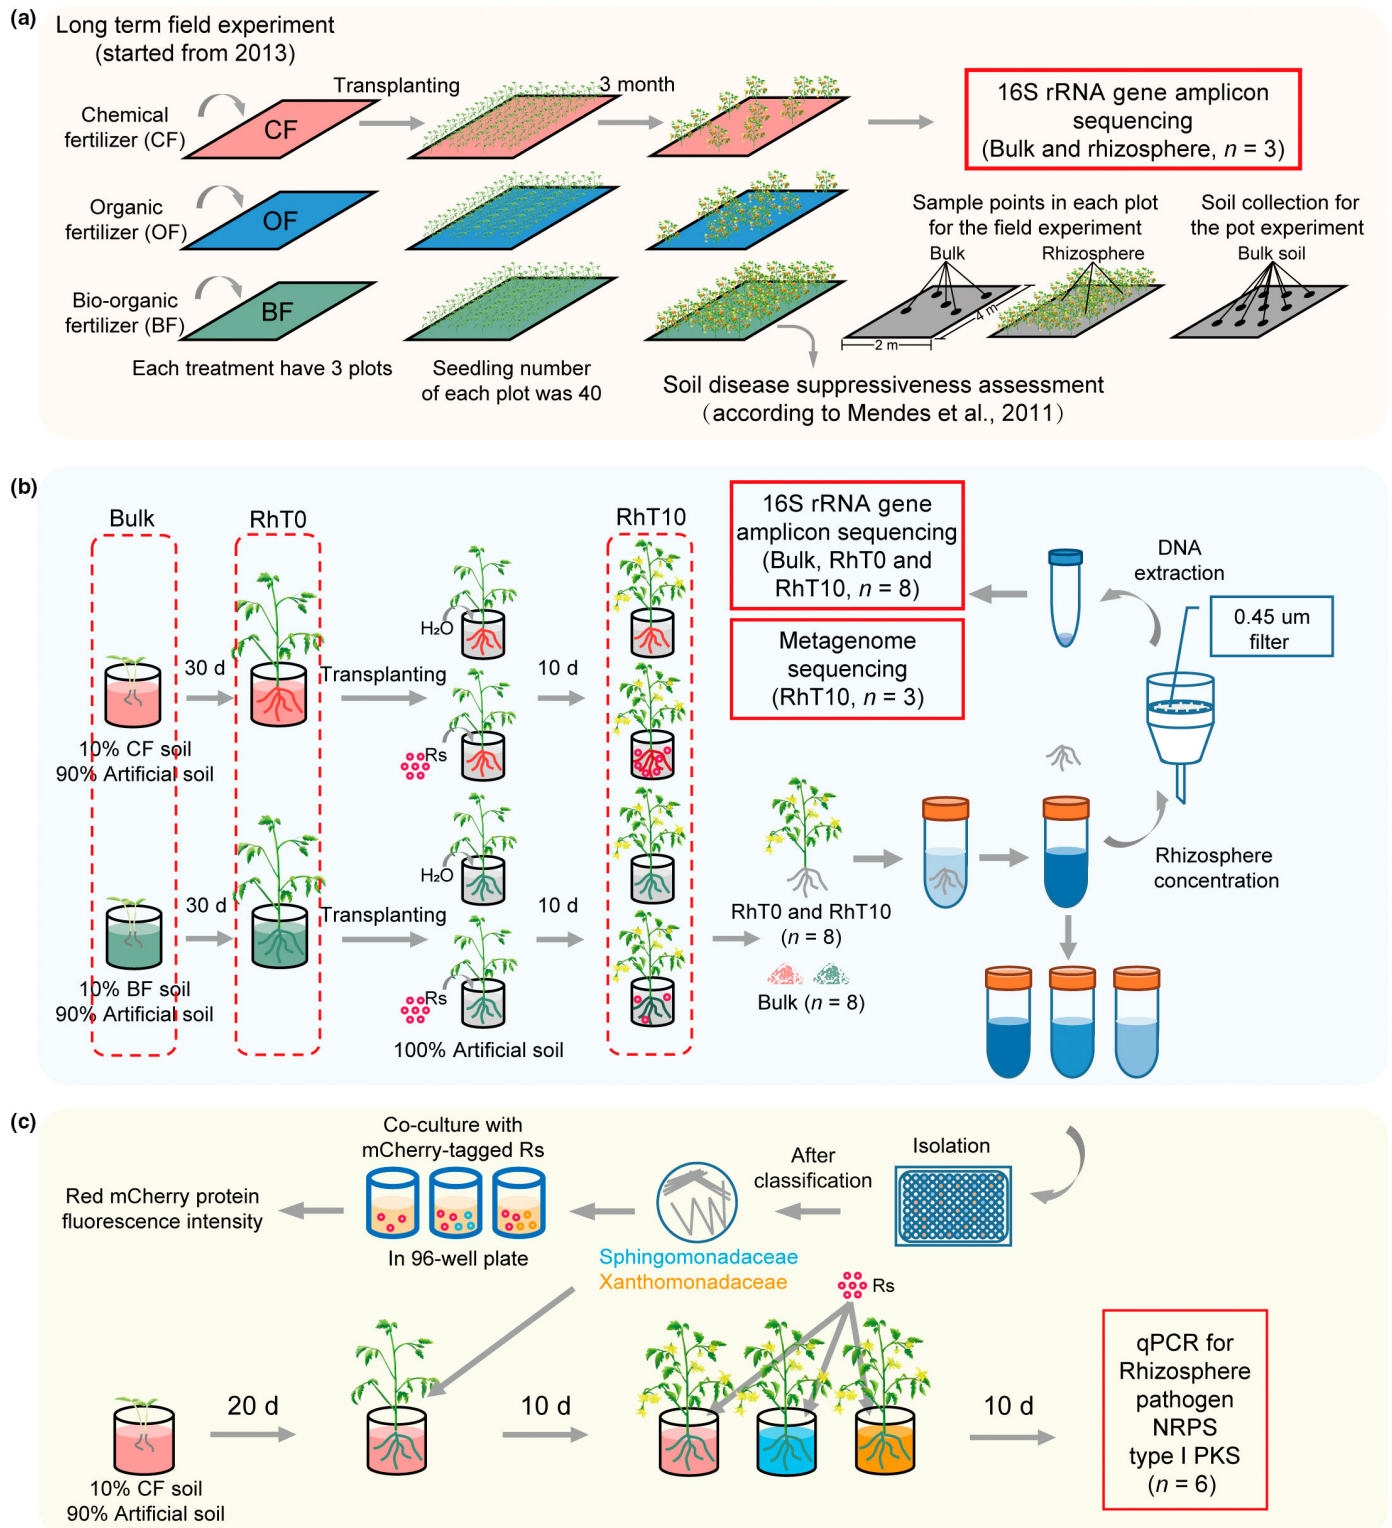 (a)
Long term field experiment
(started from 2013)
Chemical
fertilizer (CF)
CF
Transplanting
3 month
16S rRNA gene amplicon
sequencing
(Bulk and rhizosphere, n = 3)
Organic
fertilizer (OF)
OF
Sample points in each plot
for the field experiment
Bulk
Rhizosphere
Soil collection for
the pot experiment
Bulk soil
Bio-organic
fertilizer (BF)
BF
4 m
2 m
Each treatment have 3 plots
Seedling number
of each plot was 40
Soil disease suppressiveness assessment
(according to Mendes et al., 2011)
(b)
Bulk
RhT0
RhT10
16S rRNA gene
amplicon sequencing
(Bulk, RhT0 and
RhT10, n = 8)
Metagenome
sequencing
(RhT10, n = 3)
DNA
extraction
0.45 um
filter
H₂O
30 d
Transplanting
10 d
Rs
10% CF soil
90% Artificial soil
H₂O
30 d
Transplanting
10 d
Rs
10% BF soil
90% Artificial soil
100% Artificial soil
RhT0 and RhT10
(n = 8)
Bulk (n = 8)
Rhizosphere
concentration
(c)
Co-culture with
mCherry-tagged Rs
After
classification
Isolation
Red mCherry protein
fluorescence intensity
In 96-well plate
Sphingomonadaceae
Xanthomonadaceae
Rs
20 d
10 d
10 d
10% CF soil
90% Artificial soil
qPCR for
Rhizosphere
pathogen
NRPS
type I PKS
(n = 6)